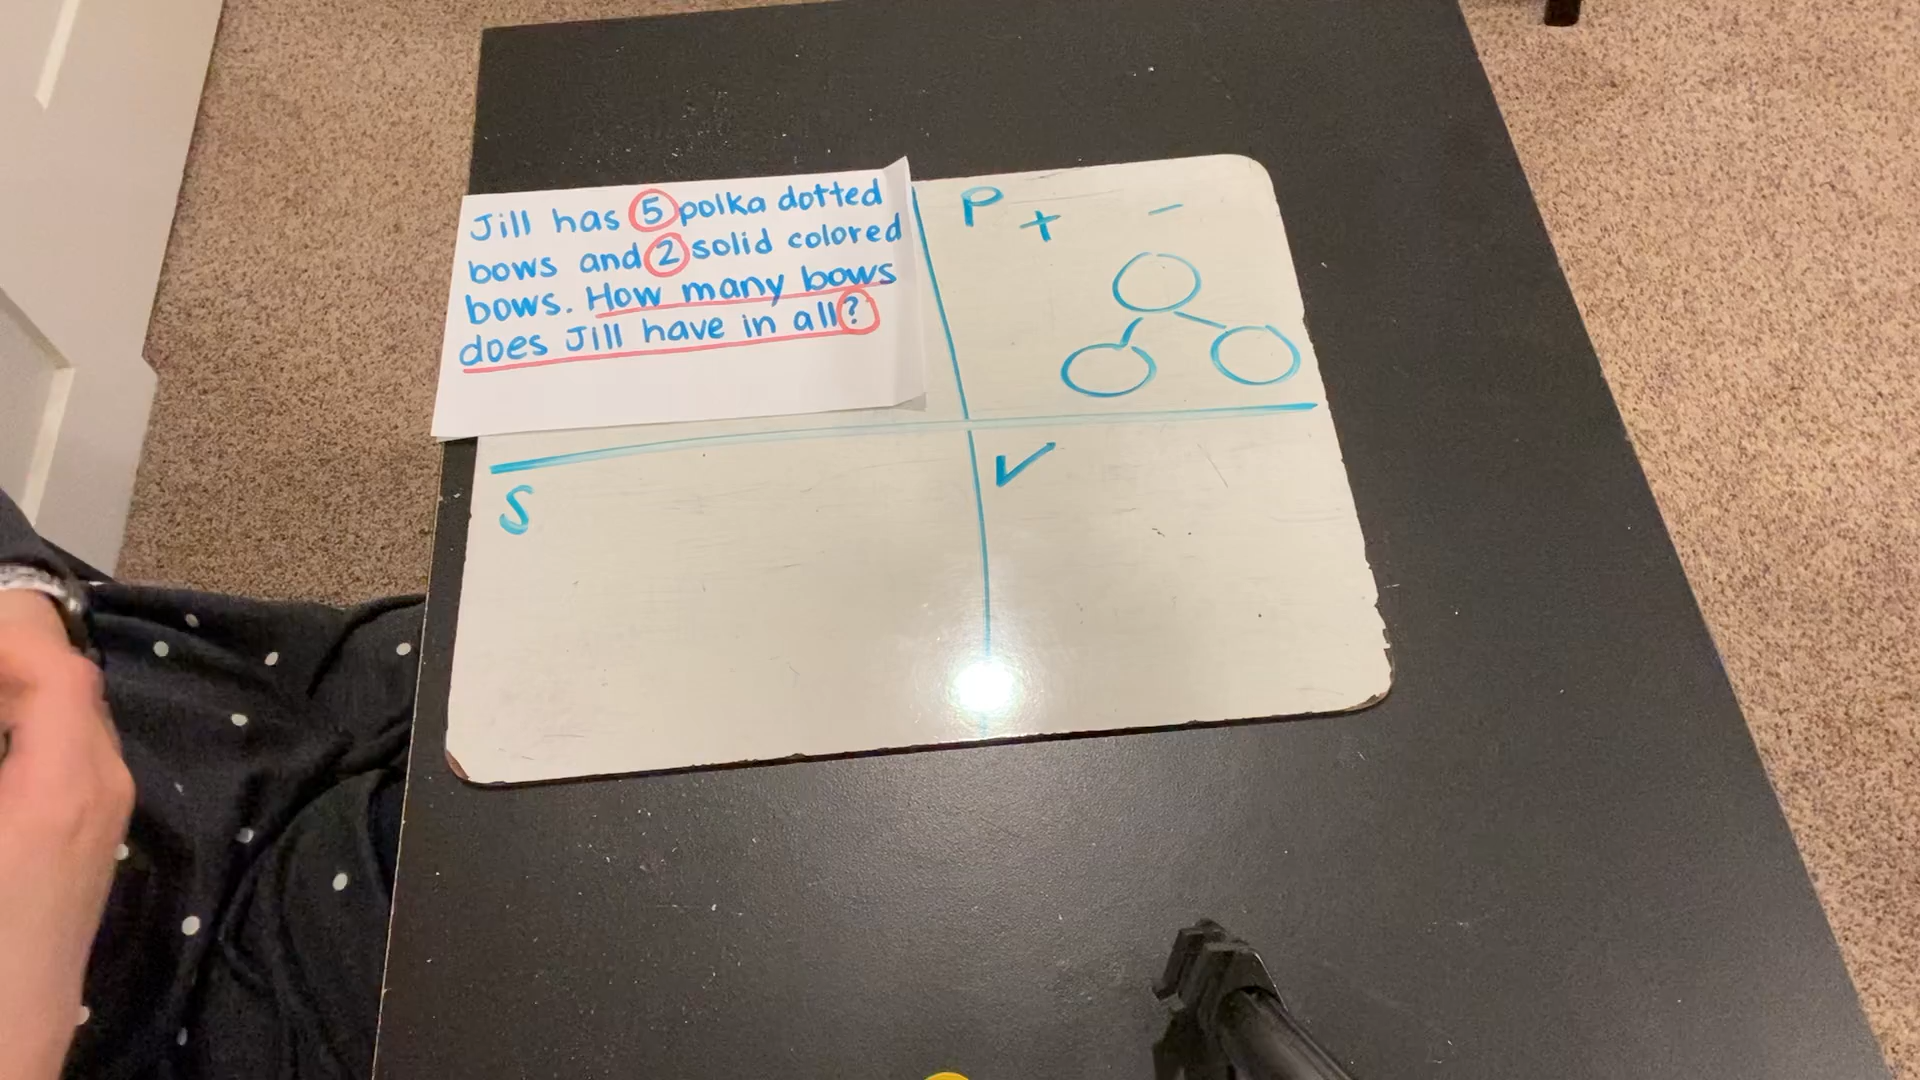 Jill has 5 polka dotted
bows and 2 solid colored
bows. How many bows
does Jill have in all?
P + -
S
✓